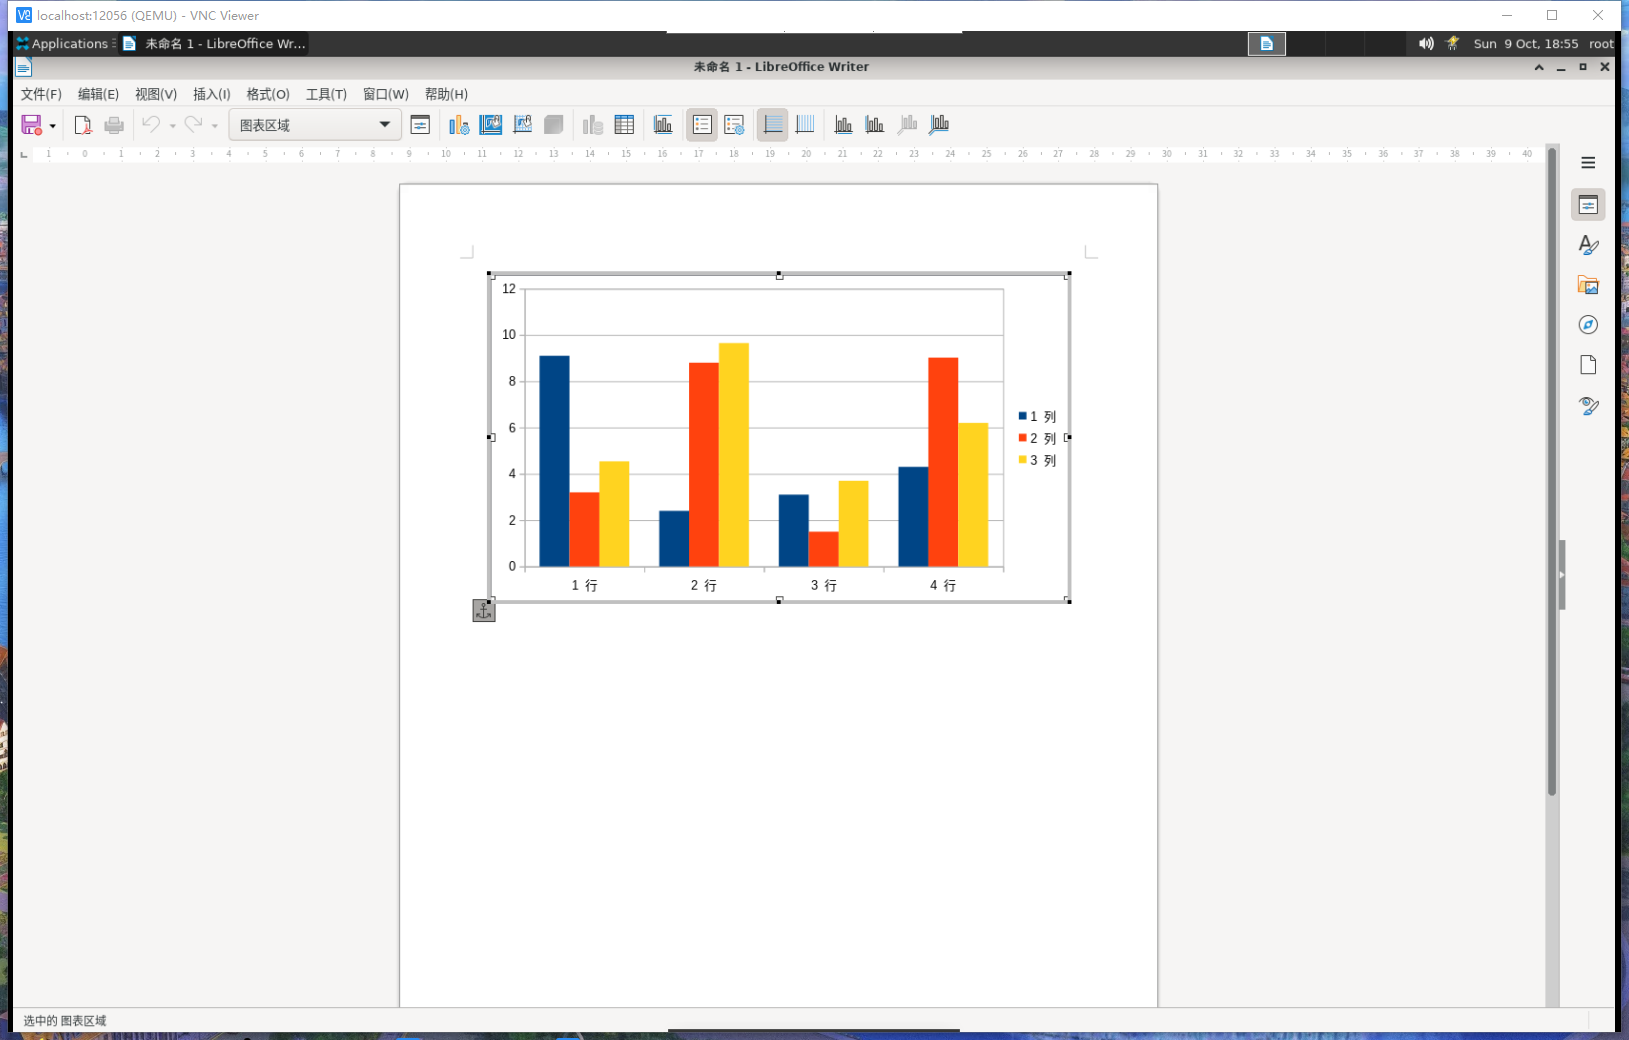 localhost:12056 (QEMU) - VNC Viewer
Applications 未命名 1 - LibreOffice Wr... Sun 9 Oct, 18:55 root
未命名 1 - LibreOffice Writer
文件(F) 编辑(E) 视图(V) 插入(I) 格式(O) 工具(T) 窗口(W) 帮助(H)
图表区域
1 0 1 2 3 4 5 6 7 8 9 10 11 12 13 14 15 16 17 18 19 20 21 22 23 24 25 26 27 28 29 30 31 32 33 34 35 36 37 38 39 40
12
10
8
6
4
2
0
1 行 2 行 3 行 4 行
1 列
2 列
3 列
选中的 图表区域